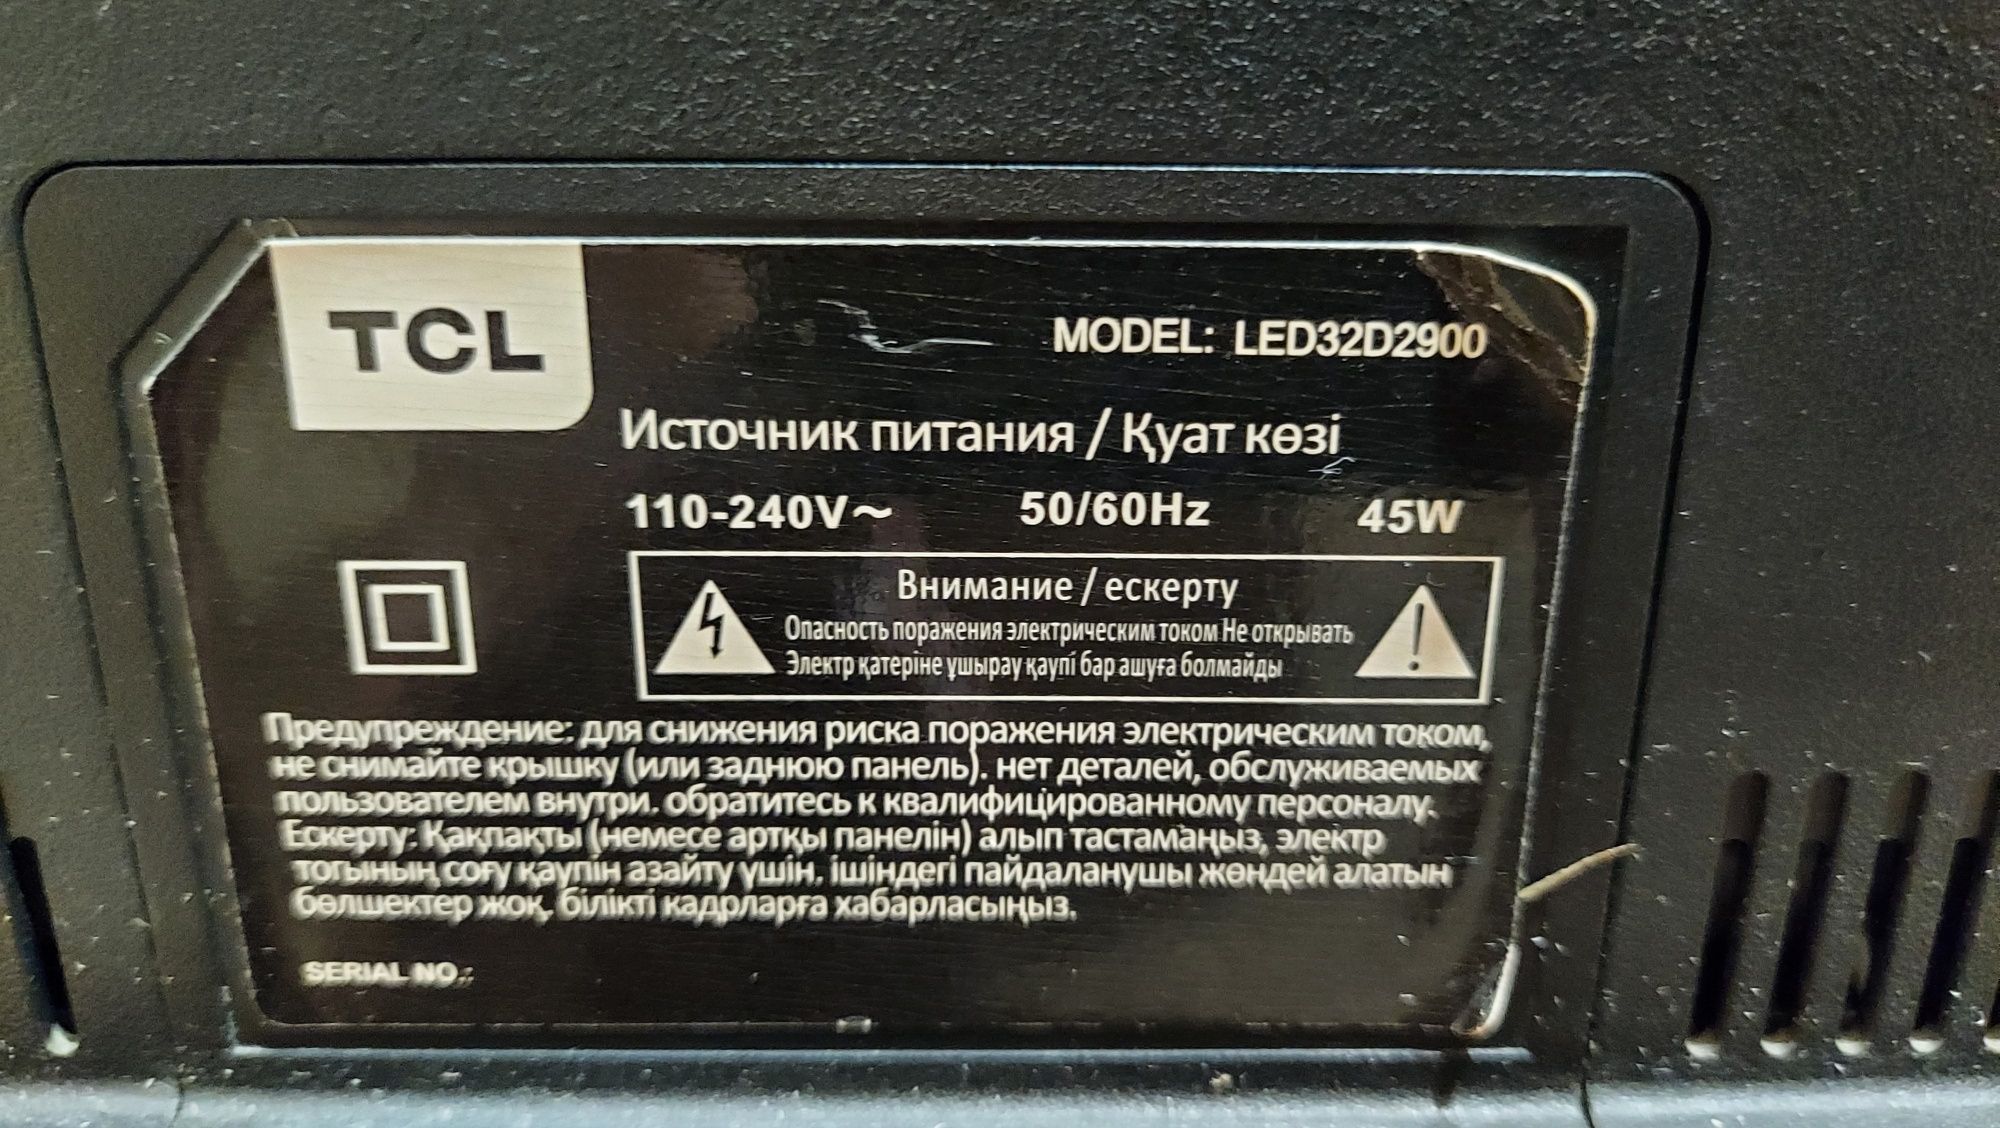 TCL
MODEL: LED32D2900
Источник питания / Қуат көзі
110-240V~ 50/60Hz 45W
Внимание / ескерту
Опасность поражения электрическим током Не открывать
Электр қатеріне ұшырау қаупі бар ашуға болмайды
Предупреждение: для снижения риска поражения электрическим током,
не снимайте крышку (или заднюю панель). нет деталей, обслуживаемых
пользователем внутри. обратитесь к квалифицированному персоналу.
Ескерту: Қақпақты (немесе артқы панелін) алып тастамаңыз, электр
тогының соғу қаупін азайту үшін. ішіндегі пайдаланушы жөндей алатын
бөлшектер жоқ. білікті кадрларға хабарласыңыз.
SERIAL NO.: